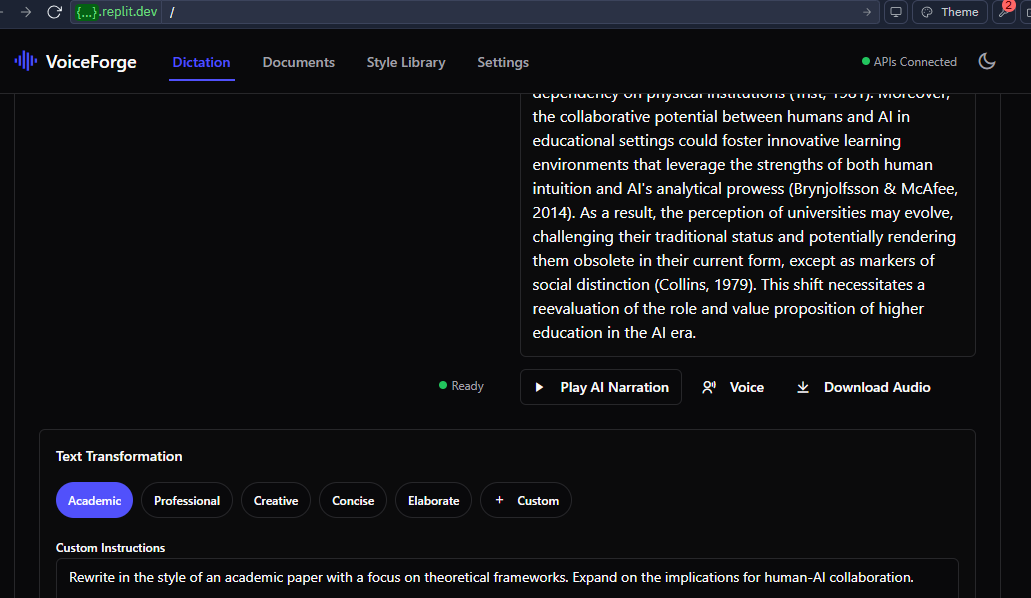 {...}.replit.dev /
Theme
2
VoiceForge
Dictation
Documents
Style Library
Settings
APIs Connected
dependency on physical institutions (Trist, 1981). Moreover,
the collaborative potential between humans and AI in
educational settings could foster innovative learning
environments that leverage the strengths of both human
intuition and AI's analytical prowess (Brynjolfsson & McAfee,
2014). As a result, the perception of universities may evolve,
challenging their traditional status and potentially rendering
them obsolete in their current form, except as markers of
social distinction (Collins, 1979). This shift necessitates a
reevaluation of the role and value proposition of higher
education in the AI era.
Ready
Play AI Narration
Voice
Download Audio
Text Transformation
Academic
Professional
Creative
Concise
Elaborate
+ Custom
Custom Instructions
Rewrite in the style of an academic paper with a focus on theoretical frameworks. Expand on the implications for human-AI collaboration.